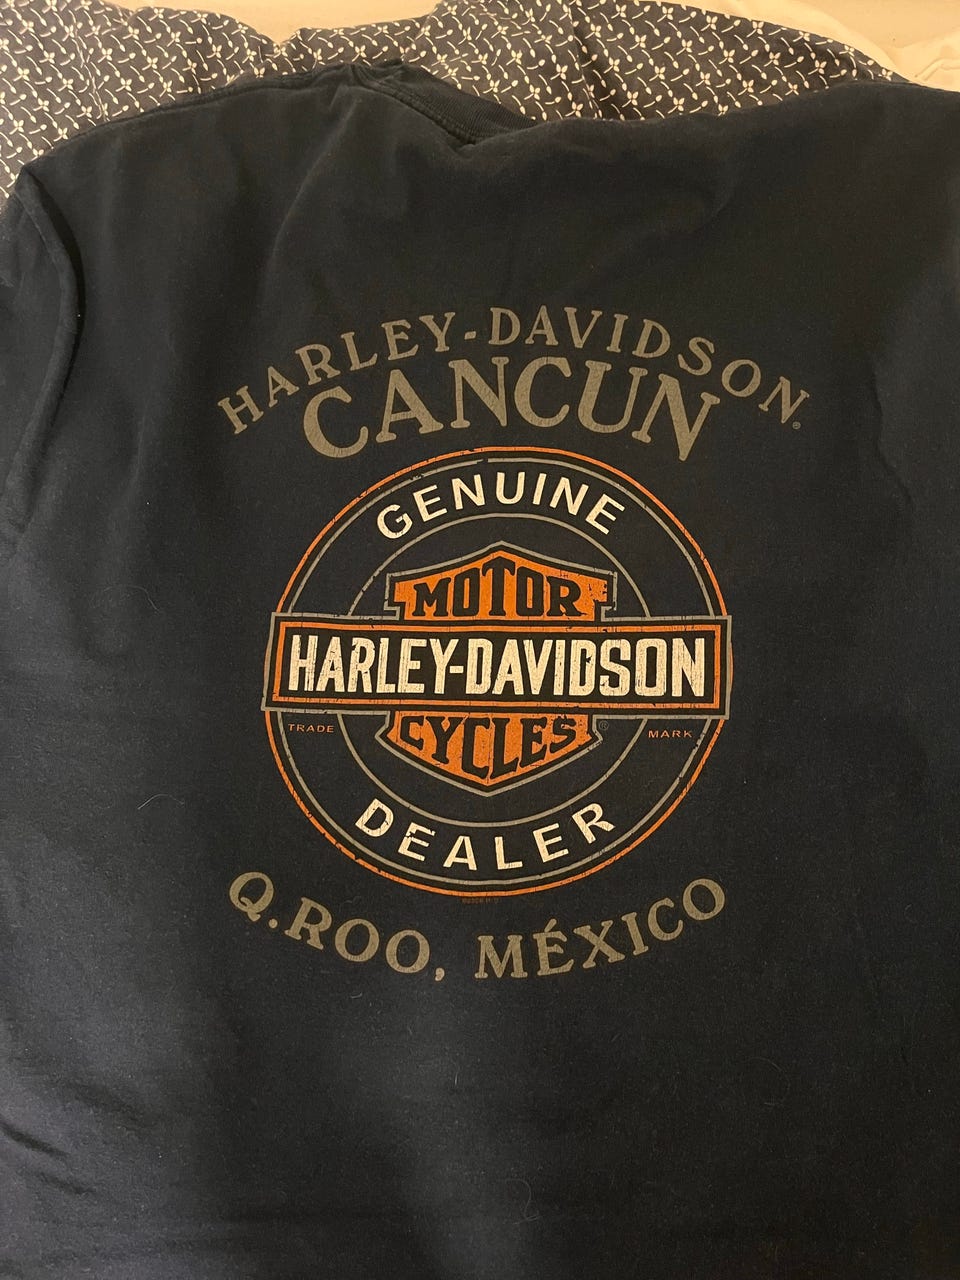 HARLEY-DAVIDSON®
CANCUN
GENUINE
MOTOR
HARLEY-DAVIDSON
CYCLES ®
TRADE MARK
DEALER
Q.ROO, MÉXICO